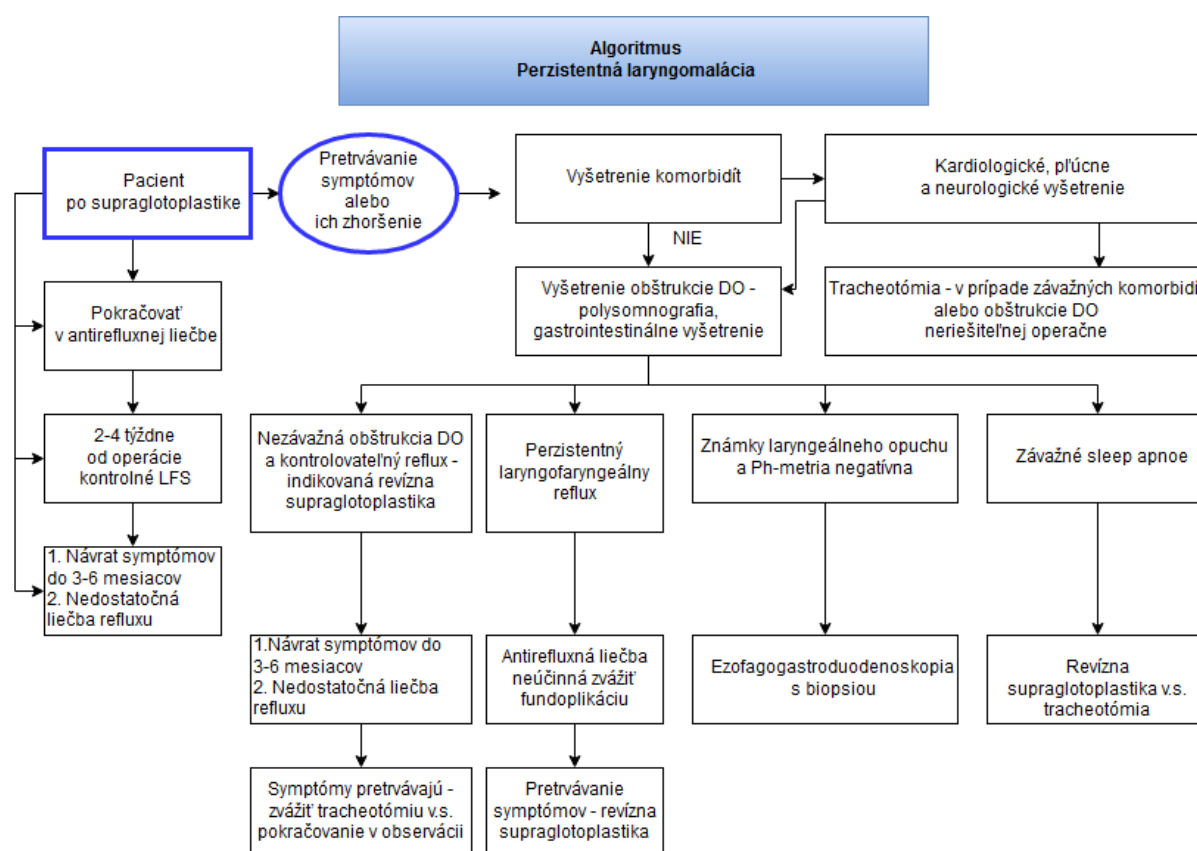 Algoritmus
Perzistentná laryngomalácia
Pacient
po supraglotoplastike
Pretrvávanie
symptómov
alebo
ich zhoršenie
Vyšetrenie komorbidít
Kardiologické, pľúcne
a neurologické vyšetrenie
NIE
Pokračovať
v antirefluxnej liečbe
Vyšetrenie obštrukcie DO -
polysomnografia,
gastrointestinálne vyšetrenie
Tracheotómia - v prípade závažných komorbidí
alebo obštrukcie DO
neriešiteľnej operačne
2-4 týždne
od operácie
kontrolné LFS
Nezávažná obštrukcia DO
a kontrolovateľný reflux -
indikovaná revízna
supraglotoplastika
Perzistentný
laryngofaryngeálny
reflux
Známky laryngeálneho opuchu
a Ph-metria negatívna
Závažné sleep apnoe
1. Návrat symptómov
do 3-6 mesiacov
2. Nedostatočná
liečba refluxu
1.Návrat symptómov do
3-6 mesiacov
2. Nedostatočná liečba
refluxu
Antirefluxná liečba
neúčinná zvážiť
fundoplikáciu
Ezofagogastroduodenoskopia
s biopsiou
Revízna
supraglotoplastika v.s.
tracheotómia
Symptómy pretrvávajú -
zvážiť tracheotómiu v.s.
pokračovanie v observácii
Pretrvávanie
symptómov - revízna
supraglotoplastika